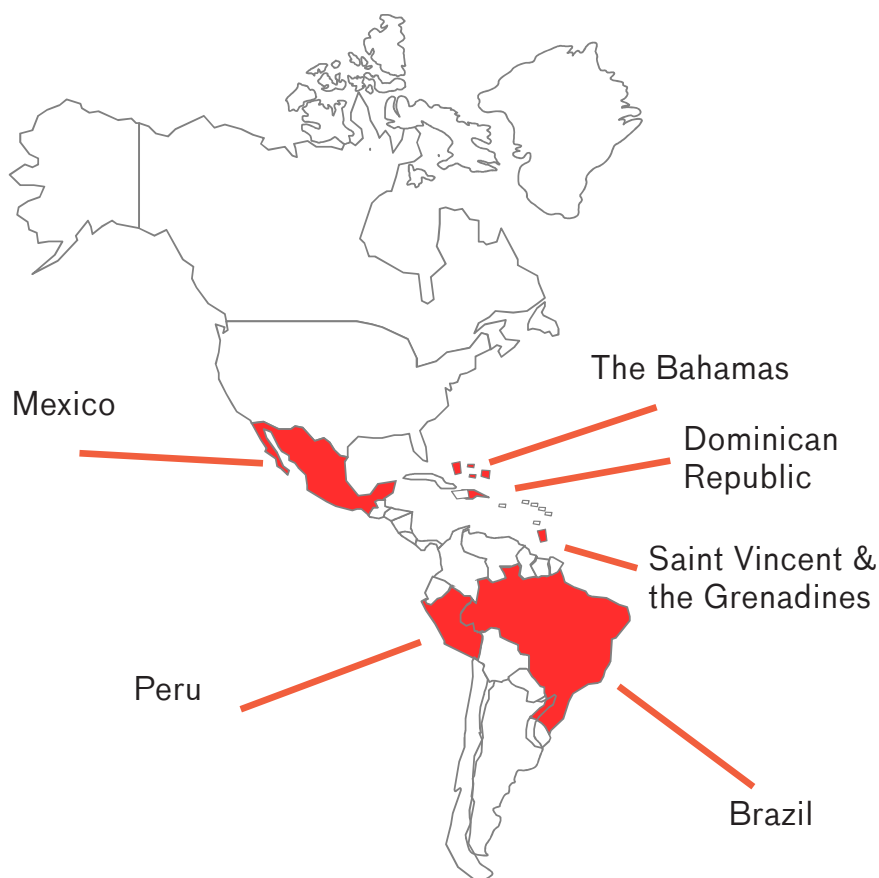 The Bahamas
Mexico
Dominican
Republic
Saint Vincent &
the Grenadines
Peru
Brazil